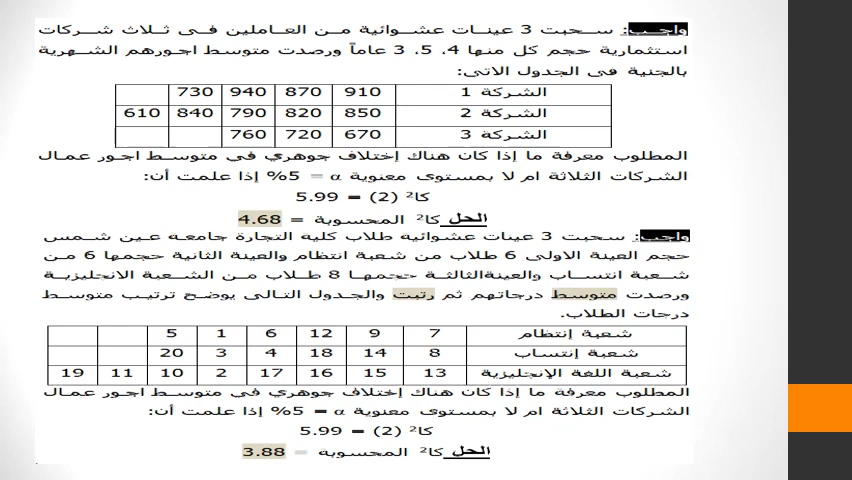 واجب: سحبت 3 عينات عشوائية من العاملين فى ثلاث شركات
استثمارية حجم كل منها 4، 5، 3 عاماً ورصدت متوسط اجورهم الشهرية
بالجنية فى الجدول الاتى:
الشركة 1 910 870 940 730
الشركة 2 850 820 790 840 610
الشركة 3 670 720 760
المطلوب معرفة ما إذا كان هناك إختلاف جوهري في متوسط اجور عمال
الشركات الثلاثة ام لا بمستوى معنوية α = 5% إذا علمت أن:
كا² (2) = 5.99
الحل كا² المحسوبة = 4.68
واجب: سحبت 3 عينات عشوائية طلاب كلية التجارة جامعة عين شمس
حجم العينة الاولى 6 طلاب من شعبة انتظام والعينة الثانية حجمها 6 من
شعبة انتساب والعينةالثالثة حجمها 8 طلاب من الشعبة الانجليزية
ورصدت متوسط درجاتهم ثم رتبت والجدول التالى يوضح ترتيب متوسط
درجات الطلاب.
شعبة إنتظام 7 9 12 6 1 5
شعبة إنتساب 8 14 18 4 3 20
شعبة اللغة الإنجليزية 13 15 16 17 2 10 11 19
المطلوب معرفة ما إذا كان هناك إختلاف جوهري في متوسط اجور عمال
الشركات الثلاثة ام لا بمستوى معنوية α = 5% إذا علمت أن:
كا² (2) = 5.99
الحل كا² المحسوبة = 3.88